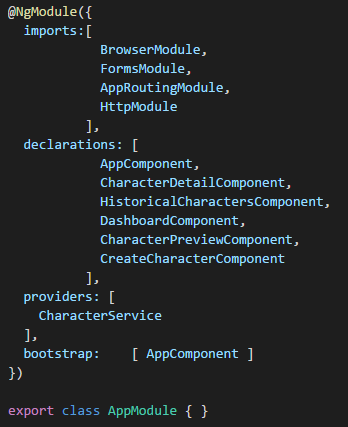 @NgModule({
imports:[
BrowserModule,
FormsModule,
AppRoutingModule,
HttpModule
],
declarations: [
AppComponent,
CharacterDetailComponent,
HistoricalCharactersComponent,
DashboardComponent,
CharacterPreviewComponent,
CreateCharacterComponent
],
providers: [
CharacterService
],
bootstrap: [ AppComponent ]
})
export class AppModule { }